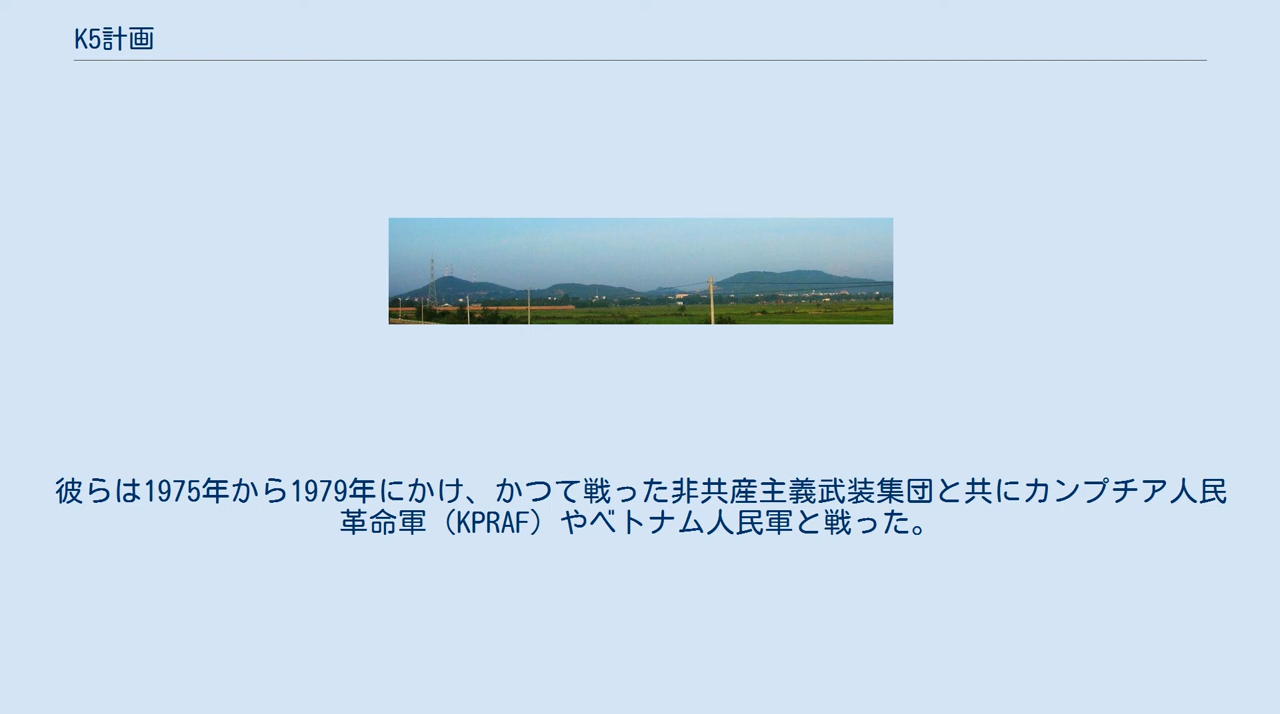 K5計画
彼らは1975年から1979年にかけ、かつて戦った非共産主義武装集団と共にカンプチア人民
革命軍（KPRAF）やベトナム人民軍と戦った。